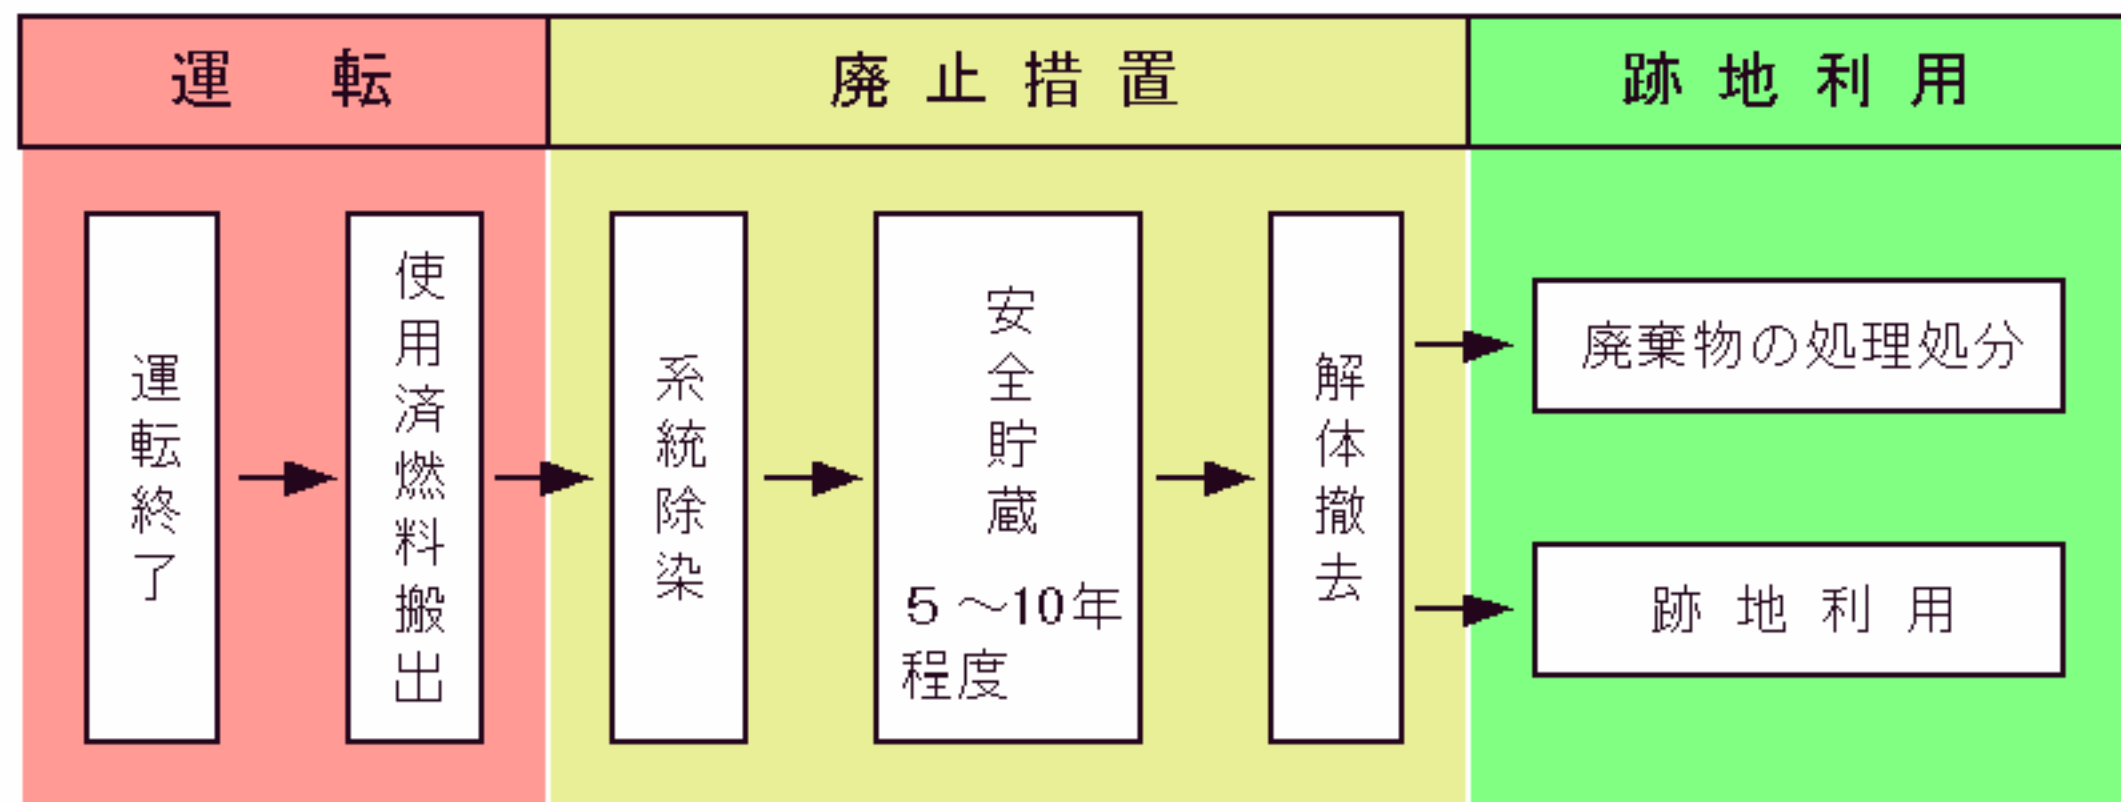 運転
廃止措置
跡地利用
運転終了
使用済燃料搬出
系統除染
安全貯蔵
5～10年
程度
解体撤去
廃棄物の処理処分
跡地利用